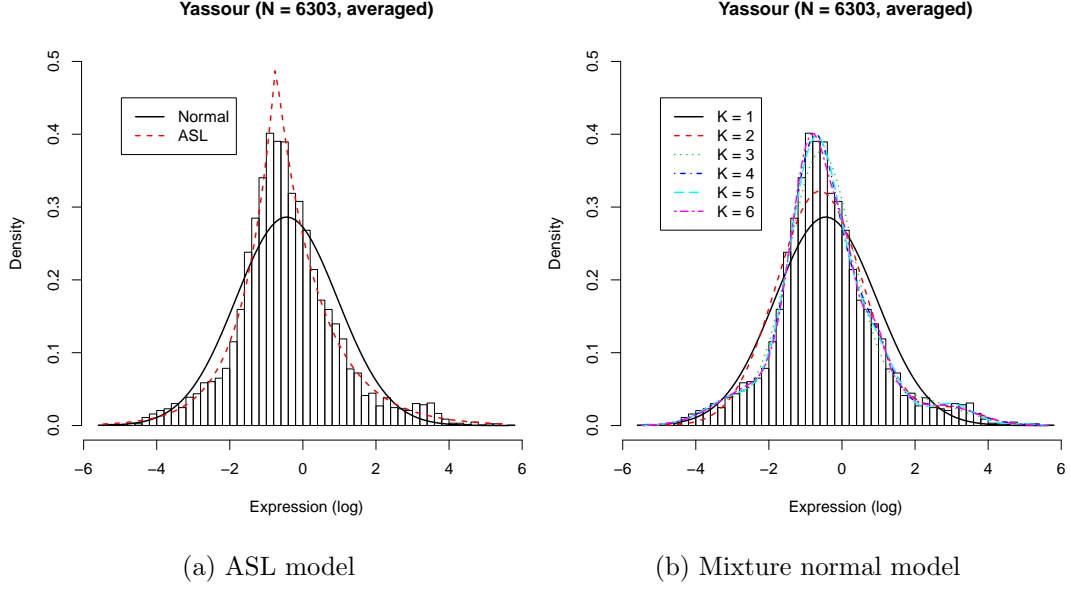 Yassour (N = 6303, averaged)
0.5
0.4
0.3
0.2
0.1
0.0
Density
Normal
ASL
−6
−4
−2
0
2
4
6
Expression (log)
(a) ASL model
Yassour (N = 6303, averaged)
0.5
0.4
0.3
0.2
0.1
0.0
Density
K = 1
K = 2
K = 3
K = 4
K = 5
K = 6
−6
−4
−2
0
2
4
6
Expression (log)
(b) Mixture normal model